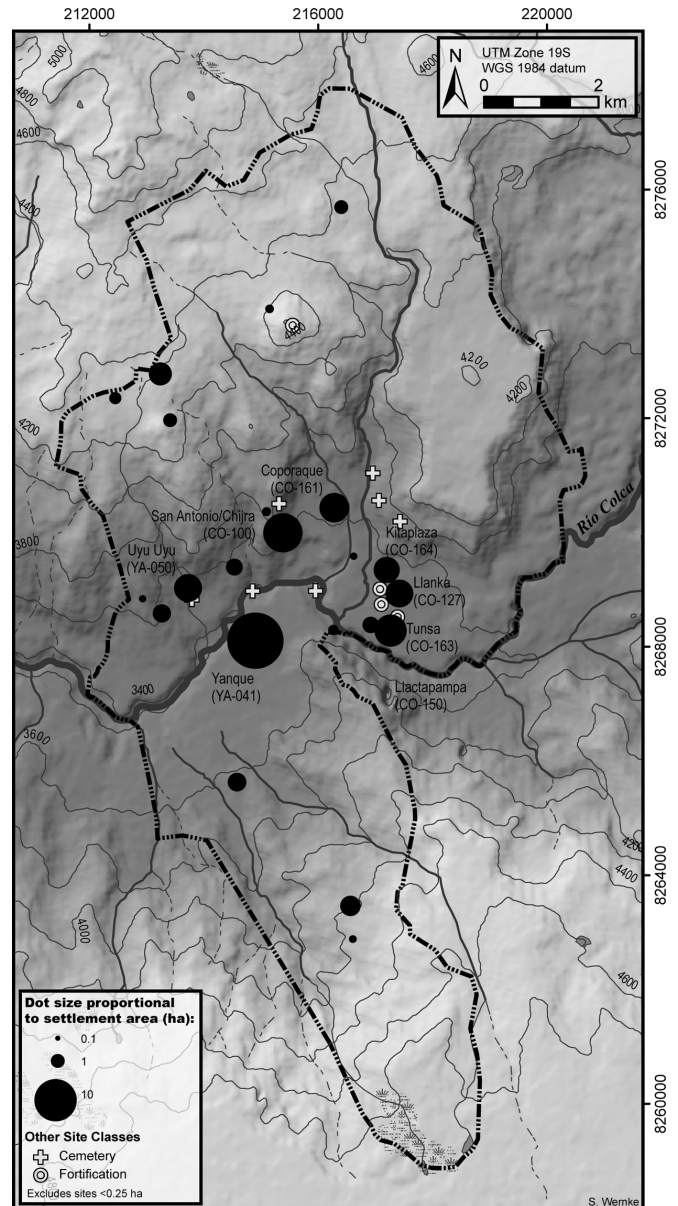 212000
216000
220000
N
UTM Zone 19S
WGS 1984 datum
0
2
km
5000
4600
4800
4600
4400
8276000
4400
4200
4200
8272000
4200
Coporaque
(CO-161)
San Antonio/Chijra
(CO-100)
Kitaplaza
(CO-164)
Río Colca
3800
Uyu Uyu
(YA-050)
Llanka
(CO-127)
Tunsa
(CO-163)
8268000
Yanque
(YA-041)
Llactapampa
(CO-150)
3400
3600
4200
4400
8264000
4000
4600
Dot size proportional
to settlement area (ha):
0.1
1
10
8260000
Other Site Classes
Cemetery
Fortification
Excludes sites <0.25 ha
S. Wernke